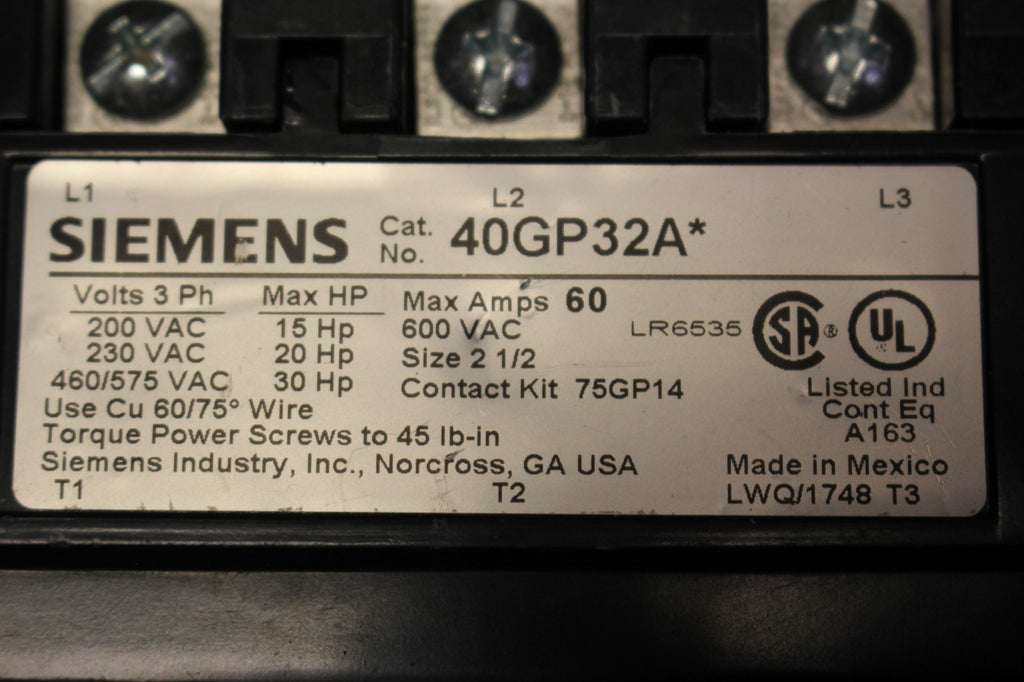 L1 L2 L3
SIEMENS Cat. No. 40GP32A*
Volts 3 Ph Max HP Max Amps 60
200 VAC 15 Hp 600 VAC LR6535 SA® UL
230 VAC 20 Hp Size 2 1/2
460/575 VAC 30 Hp Contact Kit 75GP14 Listed Ind
Use Cu 60/75° Wire Cont Eq
Torque Power Screws to 45 lb-in A163
Siemens Industry, Inc., Norcross, GA USA Made in Mexico
T1 T2 LWQ/1748 T3